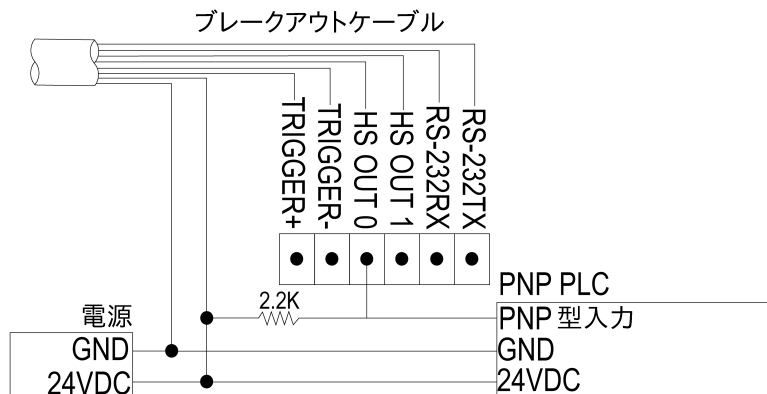 ブレークアウトケーブル
TRIGGER+
TRIGGER-
HS OUT 0
HS OUT 1
RS-232RX
RS-232TX
PNP PLC
2.2K
電源
PNP 型入力
GND
GND
24VDC
24VDC